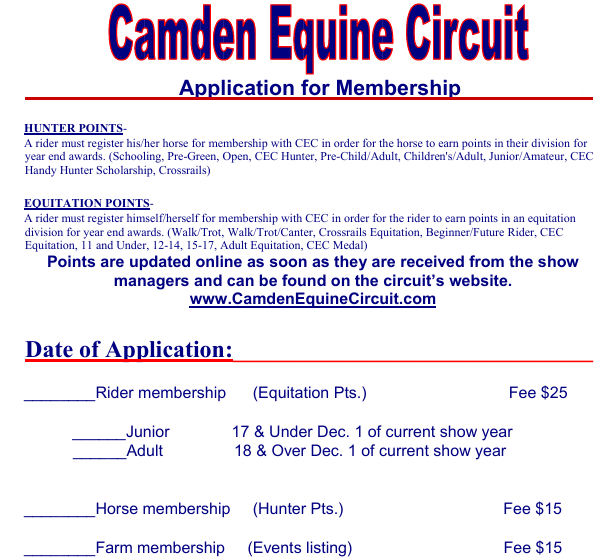 Camden Equine Circuit
Application for Membership
HUNTER POINTS-
A rider must register his/her horse for membership with CEC in order for the horse to earn points in their division for
year end awards. (Schooling, Pre-Green, Open, CEC Hunter, Pre-Child/Adult, Children's/Adult, Junior/Amateur, CEC
Handy Hunter Scholarship, Crossrails)
EQUITATION POINTS-
A rider must register himself/herself for membership with CEC in order for the rider to earn points in an equitation
division for year end awards. (Walk/Trot, Walk/Trot/Canter, Crossrails Equitation, Beginner/Future Rider, CEC
Equitation, 11 and Under, 12-14, 15-17, Adult Equitation, CEC Medal)
Points are updated online as soon as they are received from the show
managers and can be found on the circuit's website.
www.CamdenEquineCircuit.com
Date of Application:
________Rider membership (Equitation Pts.) Fee $25
______Junior 17 & Under Dec. 1 of current show year
______Adult 18 & Over Dec. 1 of current show year
________Horse membership (Hunter Pts.) Fee $15
________Farm membership (Events listing) Fee $15